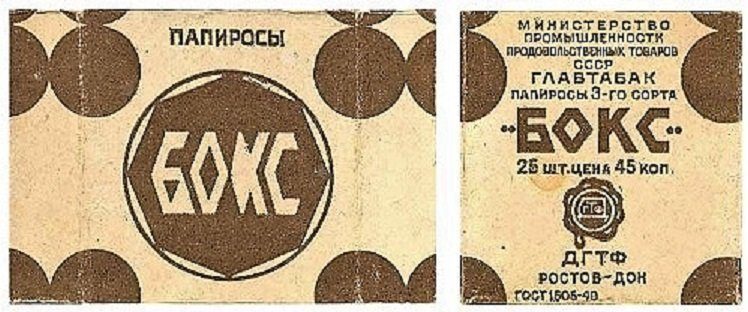 ПАПИРОСЫ
БОКС
МИНИСТЕРСТВО
ПРОМЫШЛЕННОСТИ
ПРОДОВОЛЬСТВЕННЫХ ТОВАРОВ
СССР
ГЛАВТАБАК
ПАПИРОСЫ 3-ГО СОРТА
"БОКС"
25 ШТ. ЦЕНА 45 КОП.
ДГТФ
РОСТОВ-ДОН
ГОСТ 1505-40